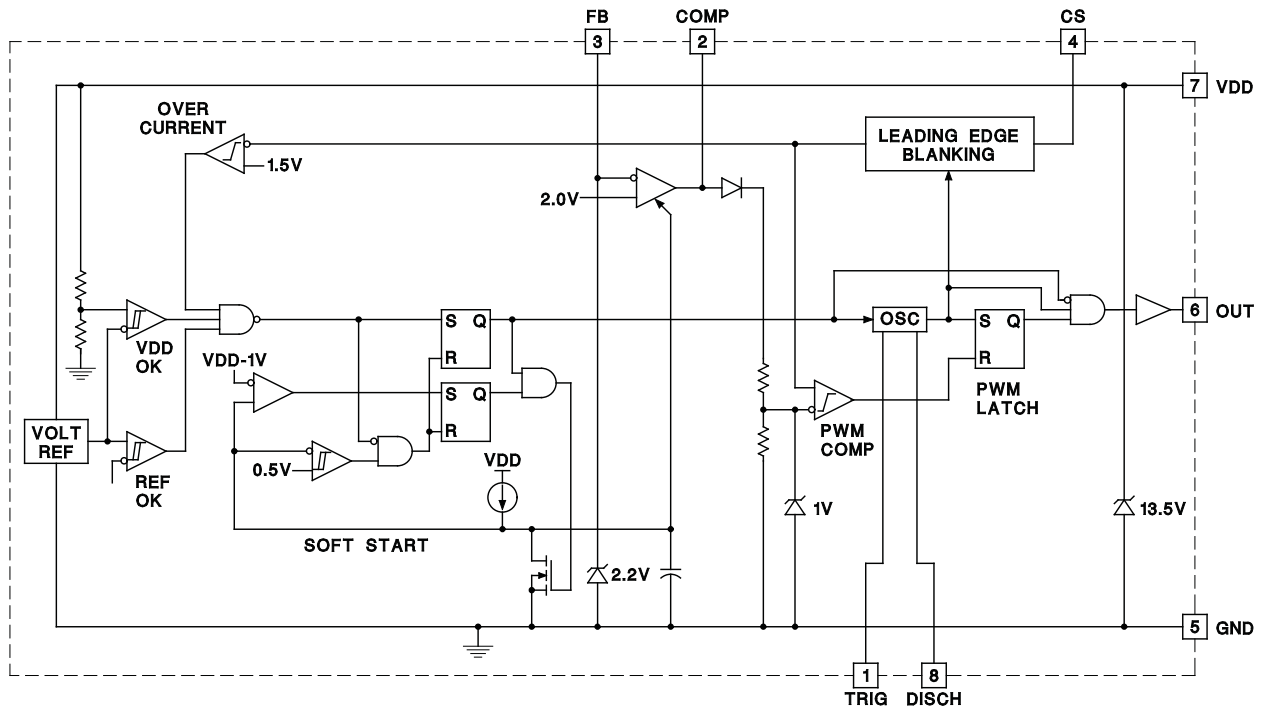 FB
COMP
CS
3
2
4
7
VDD
OVER
CURRENT
1.5V
LEADING EDGE
BLANKING
2.0V
OSC
S Q
R
S Q
R
PWM
LATCH
6
OUT
VDD
OK
VDD-1V
S Q
R
VOLT
REF
REF
OK
0.5V
VDD
PWM
COMP
1V
13.5V
SOFT START
2.2V
5
GND
1
8
TRIG
DISCH